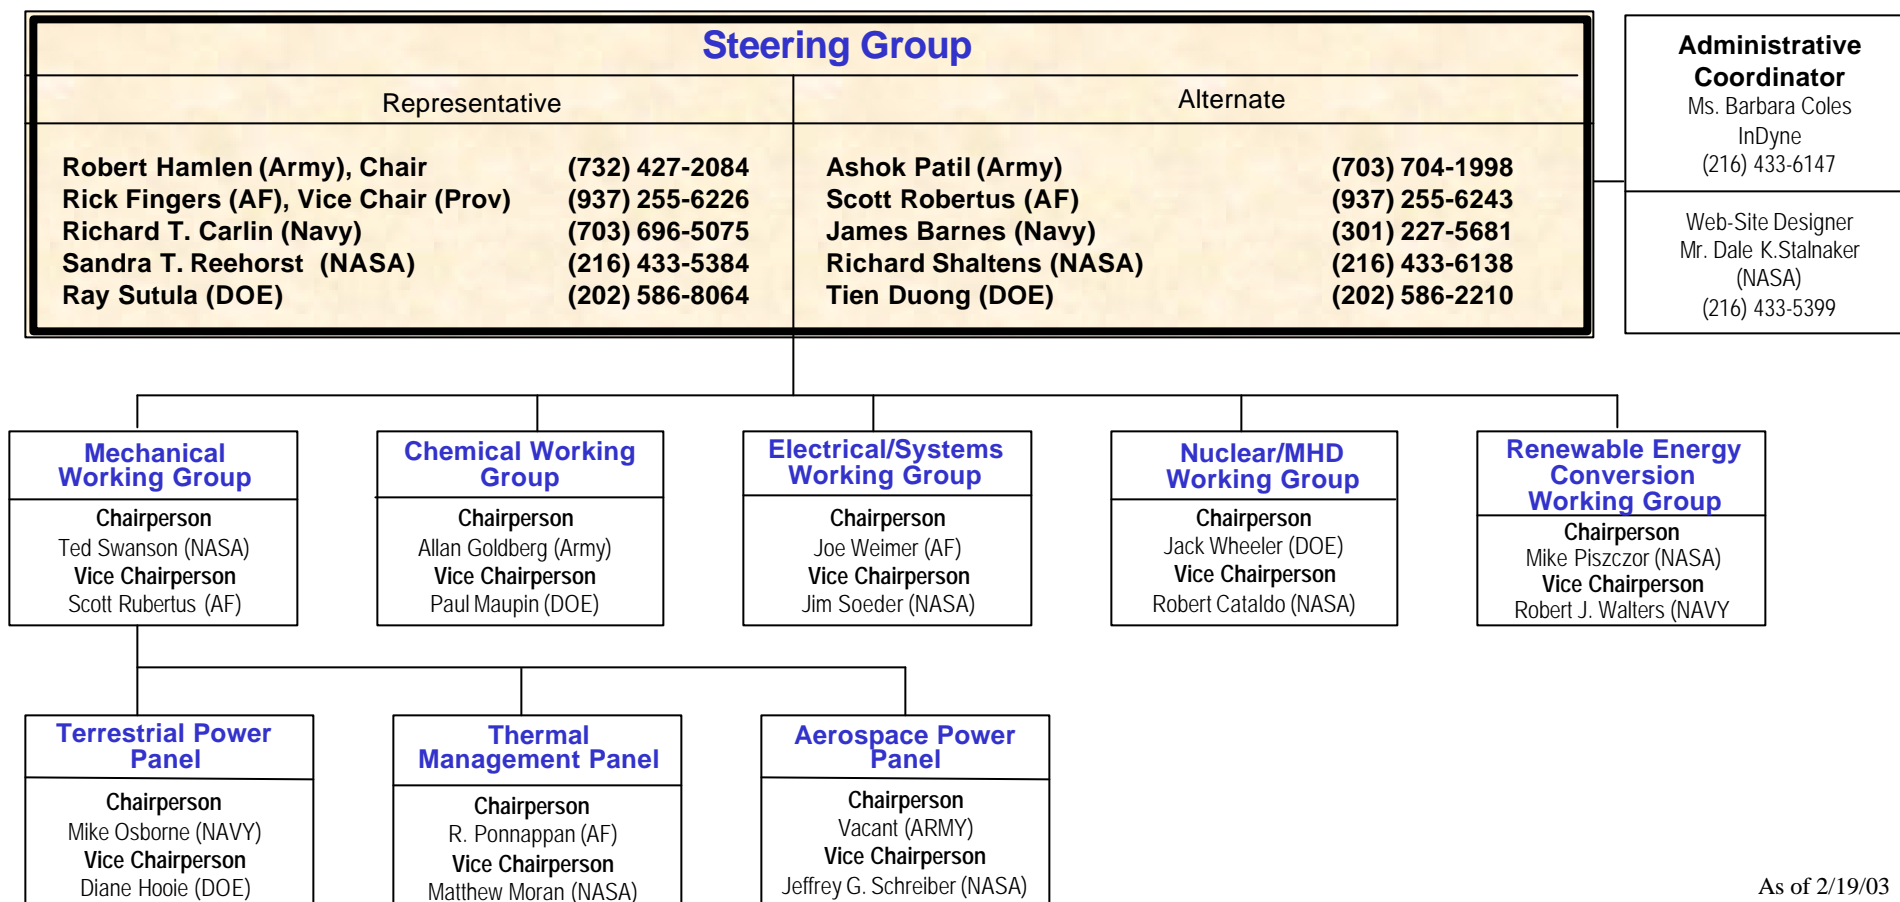 Steering Group
Representative
Alternate
Robert Hamlen (Army), Chair (732) 427-2084
Rick Fingers (AF), Vice Chair (Prov) (937) 255-6226
Richard T. Carlin (Navy) (703) 696-5075
Sandra T. Reehorst (NASA) (216) 433-5384
Ray Sutula (DOE) (202) 586-8064
Ashok Patil (Army) (703) 704-1998
Scott Robertus (AF) (937) 255-6243
James Barnes (Navy) (301) 227-5681
Richard Shaltens (NASA) (216) 433-6138
Tien Duong (DOE) (202) 586-2210
Administrative
Coordinator
Ms. Barbara Coles
InDyne
(216) 433-6147
Web-Site Designer
Mr. Dale K.Stalnaker
(NASA)
(216) 433-5399
Mechanical
Working Group
Chairperson
Ted Swanson (NASA)
Vice Chairperson
Scott Rubertus (AF)
Chemical Working
Group
Chairperson
Allan Goldberg (Army)
Vice Chairperson
Paul Maupin (DOE)
Electrical/Systems
Working Group
Chairperson
Joe Weimer (AF)
Vice Chairperson
Jim Soeder (NASA)
Nuclear/MHD
Working Group
Chairperson
Jack Wheeler (DOE)
Vice Chairperson
Robert Cataldo (NASA)
Renewable Energy
Conversion
Working Group
Chairperson
Mike Piszczor (NASA)
Vice Chairperson
Robert J. Walters (NAVY
Terrestrial Power
Panel
Chairperson
Mike Osborne (NAVY)
Vice Chairperson
Diane Hooie (DOE)
Thermal
Management Panel
Chairperson
R. Ponnappan (AF)
Vice Chairperson
Matthew Moran (NASA)
Aerospace Power
Panel
Chairperson
Vacant (ARMY)
Vice Chairperson
Jeffrey G. Schreiber (NASA)
As of 2/19/03